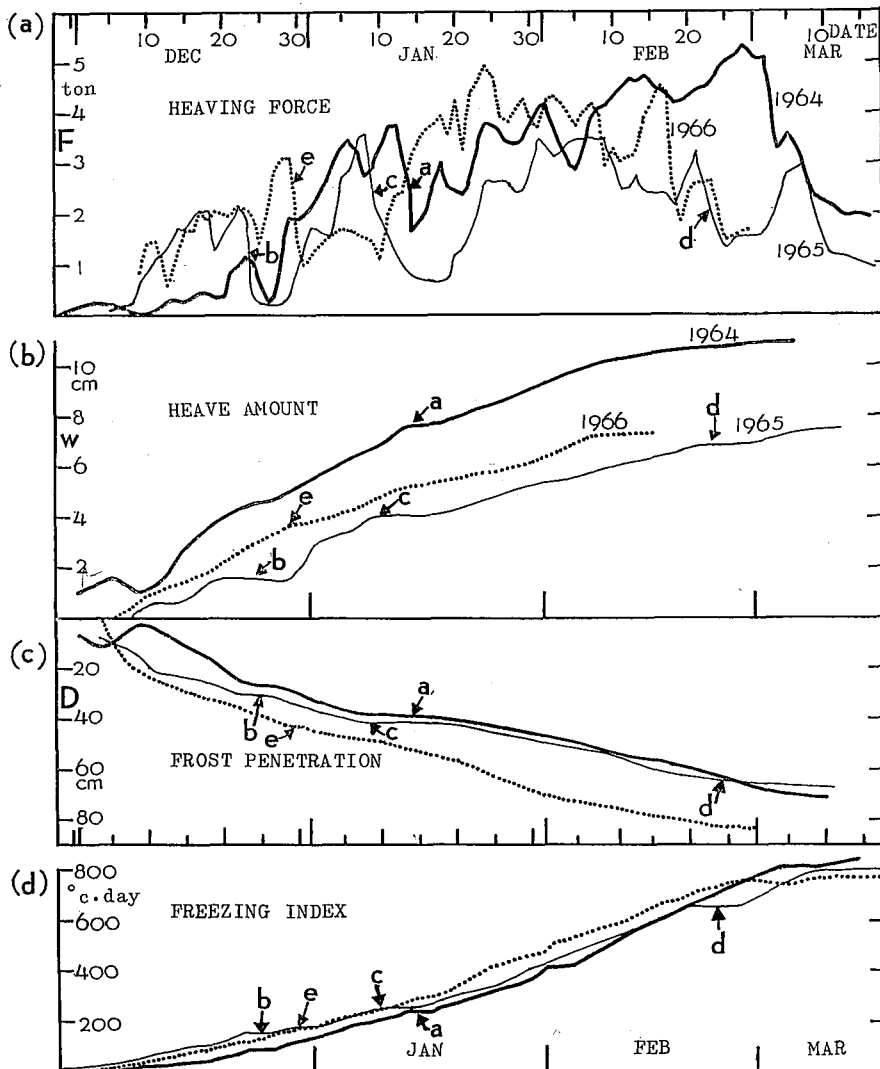 (a)
10 20 30 10 20 30 10 20 10 DATE
DEC JAN FEB MAR
5
ton
HEAVING FORCE
4
1964
F
1966
e
3
c
a
2
b
d
1965
1
(b)
1964
10
cm
HEAVE AMOUNT
a
d
8
1966
1965
w
6
e
c
4
b
2
(c)
20
a
D
40
b
e
c
FROST PENETRATION
60
cm
d
80
(d)
800
°c.day
FREEZING INDEX
600
d
400
c
b
e
200
a
JAN FEB MAR